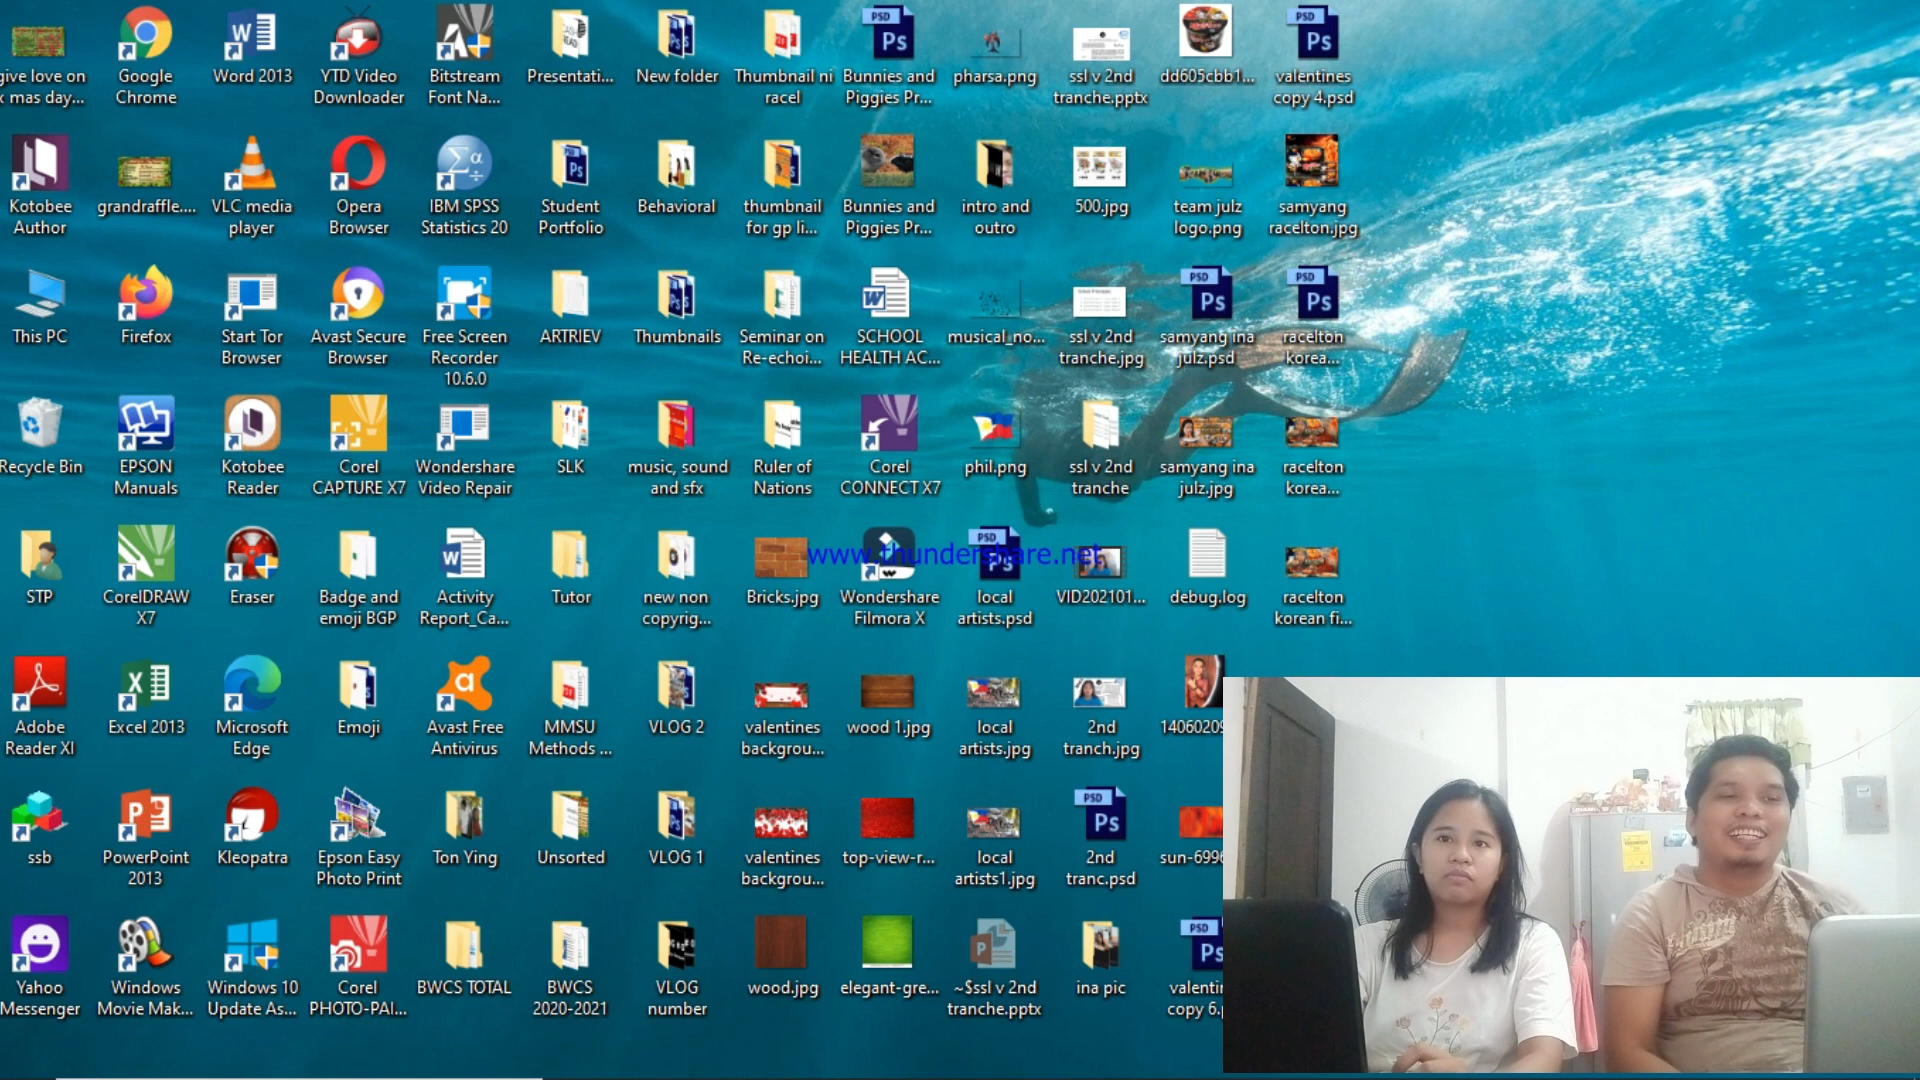 give love on
x mas day...
Google
Chrome
Word 2013
YTD Video
Downloader
Bitstream
Font Na...
Presentati...
New folder
Thumbnail ni
racel
Bunnies and
Piggies Pr...
pharsa.png
ssl v 2nd
tranche.pptx
dd605cbb1...
valentines
copy 4.psd
Kotobee
Author
grandraffle....
VLC media
player
Opera
Browser
IBM SPSS
Statistics 20
Student
Portfolio
Behavioral
thumbnail
for gp li...
Bunnies and
Piggies Pr...
intro and
outro
500.jpg
team julz
logo.png
samyang
racelton.jpg
This PC
Firefox
Start Tor
Browser
Avast Secure
Browser
Free Screen
Recorder
10.6.0
ARTRIEV
Thumbnails
Seminar on
Re-echoi...
SCHOOL
HEALTH AC...
musical_no...
ssl v 2nd
tranche.jpg
samyang ina
julz.psd
racelton
korea...
Recycle Bin
EPSON
Manuals
Kotobee
Reader
Corel
CAPTURE X7
Wondershare
Video Repair
SLK
music, sound
and sfx
Ruler of
Nations
Corel
CONNECT X7
phil.png
ssl v 2nd
tranche
samyang ina
julz.jpg
racelton
korea...
www.thundershare.net
STP
CorelDRAW
X7
Eraser
Badge and
emoji BGP
Activity
Report_Ca...
Tutor
new non
copyrig...
Bricks.jpg
Wondershare
Filmora X
local
artists.psd
VID202101...
debug.log
racelton
korean fi...
Adobe
Reader XI
Excel 2013
Microsoft
Edge
Emoji
Avast Free
Antivirus
MMSU
Methods ...
VLOG 2
valentines
backgrou...
wood 1.jpg
local
artists.jpg
2nd
tranch.jpg
1406020
ssb
PowerPoint
2013
Kleopatra
Epson Easy
Photo Print
Ton Ying
Unsorted
VLOG 1
valentines
backgrou...
top-view-r...
local
artists1.jpg
2nd
tranc.psd
sun-699
Yahoo
Messenger
Windows
Movie Mak...
Windows 10
Update As...
Corel
PHOTO-PAI...
BWCS TOTAL
BWCS
2020-2021
VLOG
number
wood.jpg
elegant-gre...
~$ssl v 2nd
tranche.pptx
ina pic
valenti
copy 6.